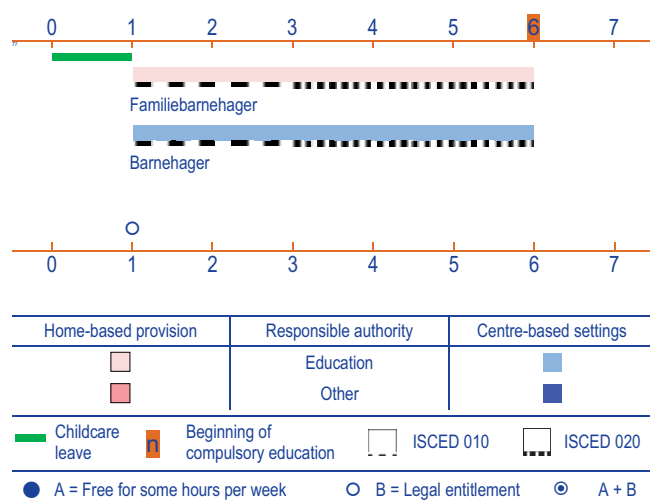 0 1 2 3 4 5 6 7
Familiebarnehager
Barnehager
0 1 2 3 4 5 6 7
Home-based provision Responsible authority Centre-based settings
Education
Other
Childcare leave n Beginning of compulsory education ISCED 010 ISCED 020
A = Free for some hours per week B = Legal entitlement A + B